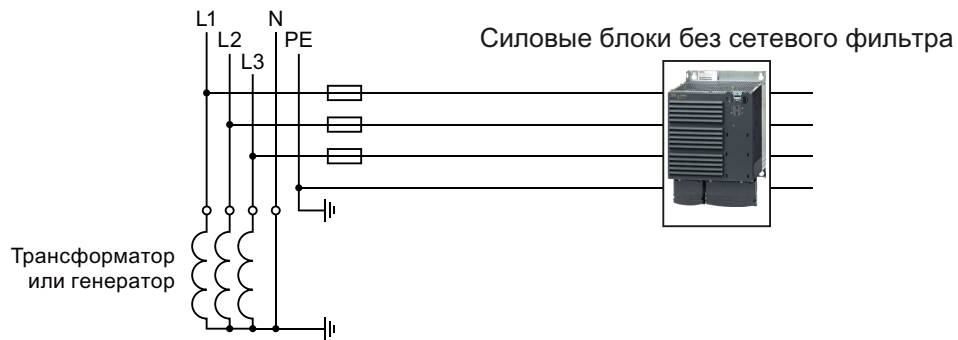 L1
N
L2
PE
L3
Силовые блоки без сетевого фильтра
Трансформатор
или генератор